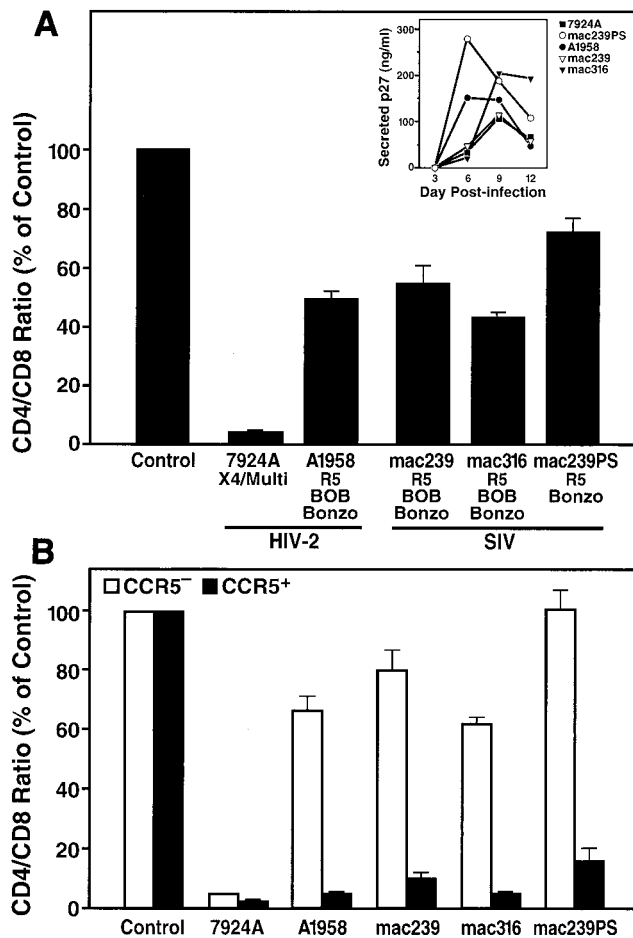 A
7924A
mac239PS
A1958
mac239
mac316
Secreted p27 (ng/ml)
300
200
100
0
3 6 9 12
Day Post-infection
CD4/CD8 Ratio (% of Control)
100
80
60
40
20
0
Control 7924A A1958 mac239 mac316 mac239PS
X4/Multi R5 R5 R5 R5
BOB BOB BOB Bonzo
Bonzo Bonzo Bonzo
HIV-2 SIV
B
CCR5⁻ CCR5⁺
CD4/CD8 Ratio (% of Control)
100
80
60
40
20
0
Control 7924A A1958 mac239 mac316 mac239PS